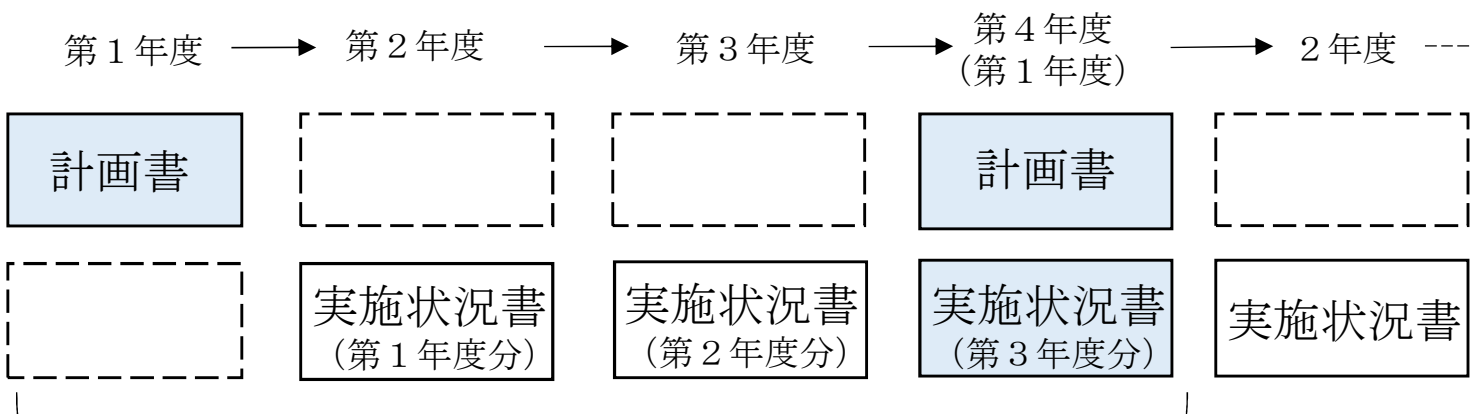 第１年度
第２年度
第３年度
第４年度
（第１年度）
２年度
計画書
計画書
実施状況書
（第１年度分）
実施状況書
（第２年度分）
実施状況書
（第３年度分）
実施状況書